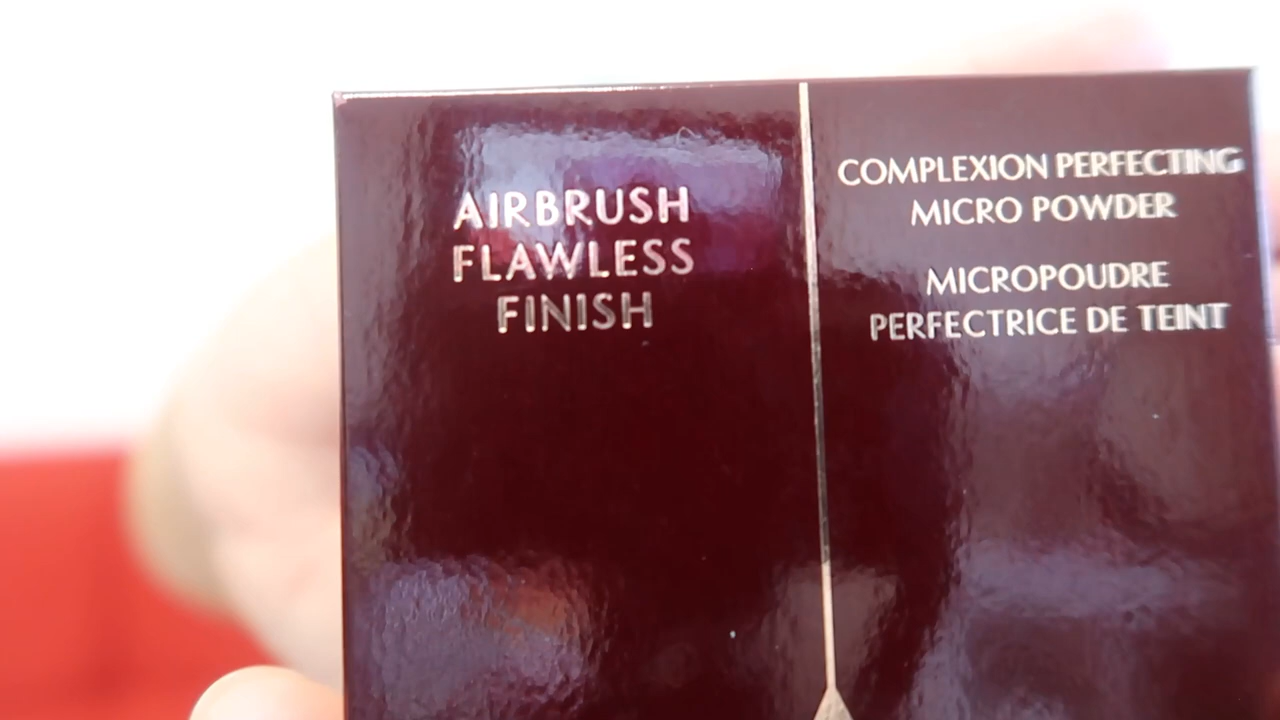 AIRBRUSH
FLAWLESS
FINISH
COMPLEXION PERFECTING
MICRO POWDER
MICROPOUDRE
PERFECTRICE DE TEINT